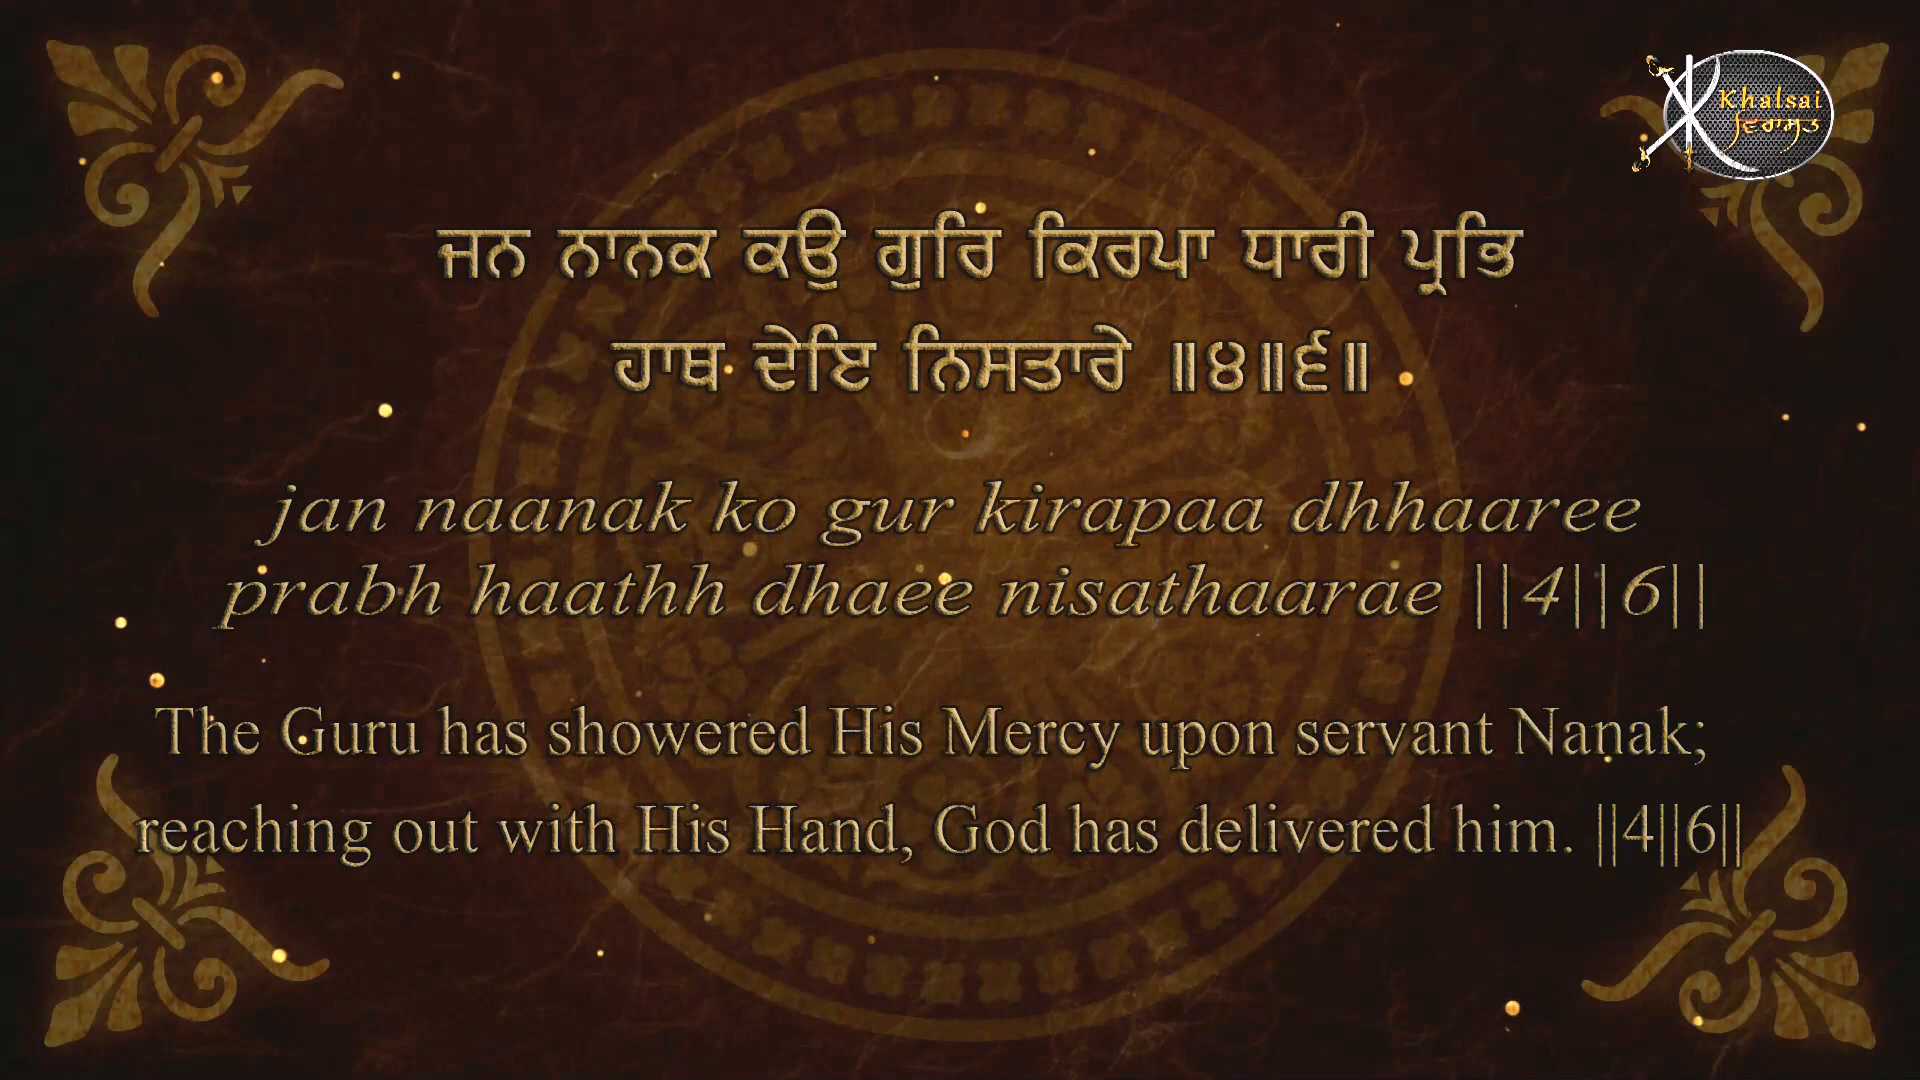 Khalsai
ਵਿਰਾਸਤ
ਜਨ ਨਾਨਕ ਕਉ ਗੁਰਿ ਕਿਰਪਾ ਧਾਰੀ ਪ੍ਰਭਿ
ਹਾਥ ਦੇਇ ਨਿਸਤਾਰੇ ॥੪॥੬॥
jan naanak ko gur kirapaa dhhaaree
prabh haathh dhaee nisathaarae ||4||6||
The Guru has showered His Mercy upon servant Nanak;
reaching out with His Hand, God has delivered him. ||4||6||